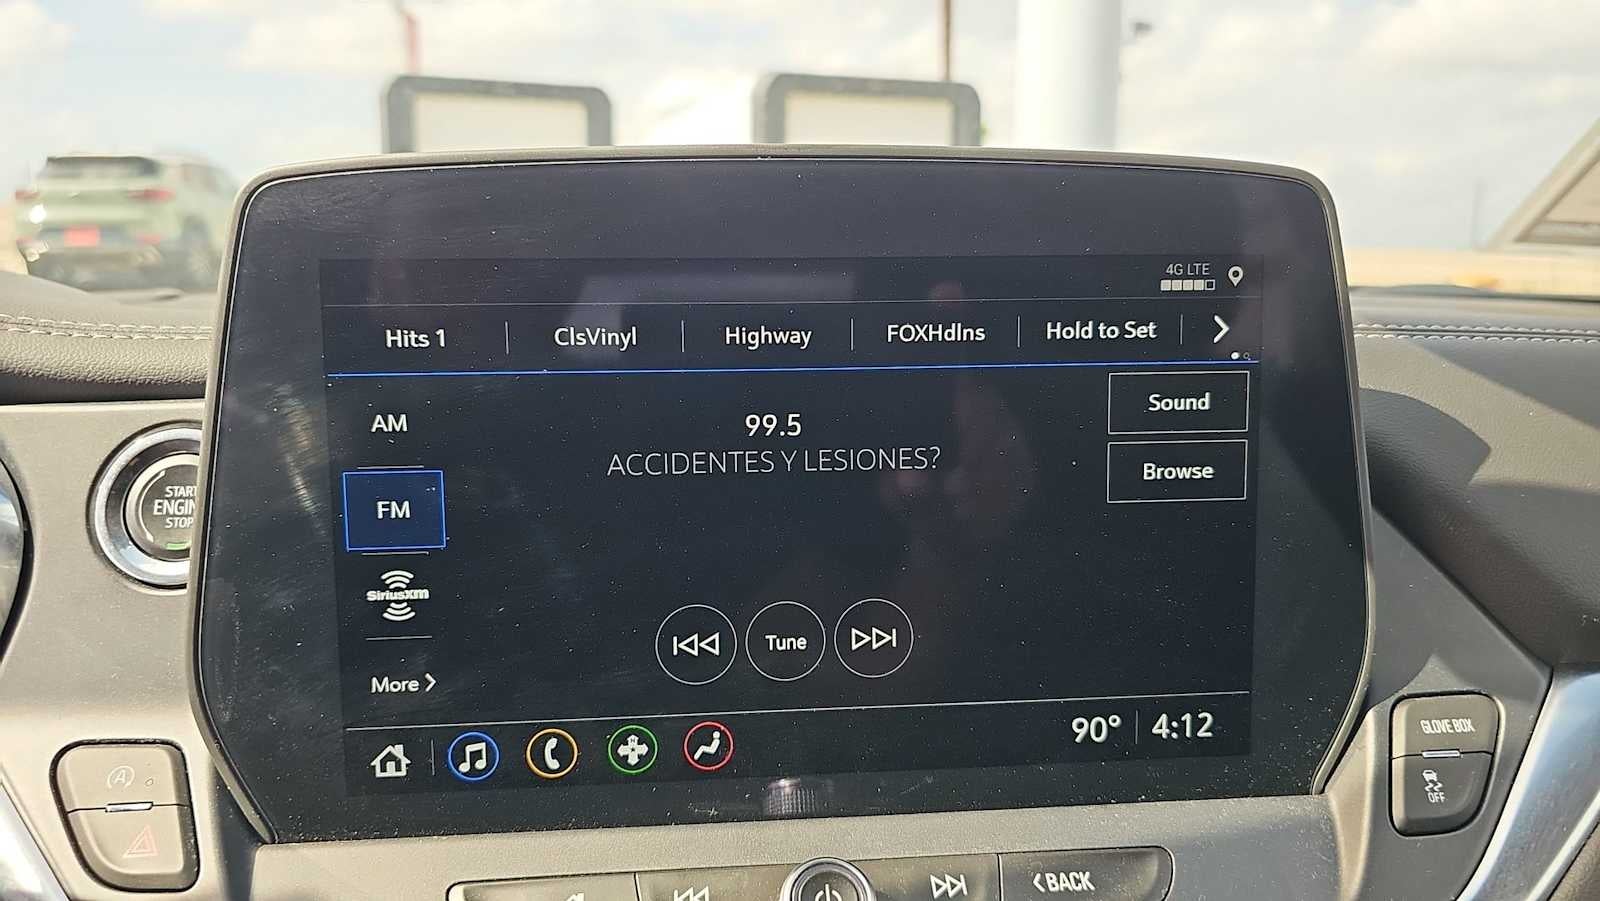 4G LTE
Hits 1
ClsVinyl
Highway
FOXHdlns
Hold to Set
AM
99.5
Sound
ACCIDENTES Y LESIONES?
Browse
FM
START
ENGINE
STOP
SiriusXM
Tune
More
90° 4:12
GLOVE BOX
OFF
A
BACK